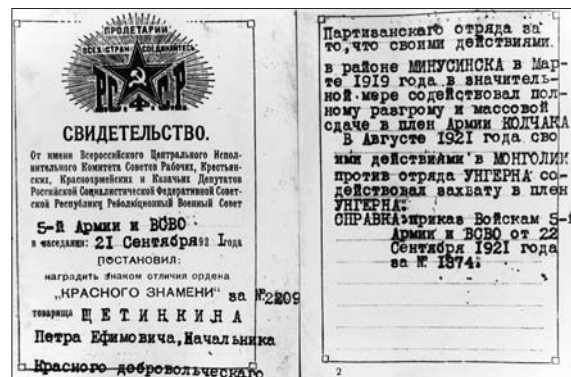 ПРОЛЕТАРИИ
ВСЕХ СТРАН СОЕДИНЯЙТЕСЬ
Р.С.Ф.С.Р
СВИДЕТЕЛЬСТВО.
От имени Всероссийского Центрального Испол-
нительного Комитета Советов Рабочих, Крестьян-
ских, Красноармейских и Казачьих Депутатов
Российской Социалистической Федеративной Совет-
ской Республики Революционный Военный Совет
5-й Армии и ВСВО
в заседании: 21 Сентября 92 1 года
ПОСТАНОВИЛ:
наградить знаком отличия ордена
„КРАСНОГО ЗНАМЕНИ" за №2209
товарища ЩЕТИНКИНА
Петра Ефимовича, Начальника
Красного добровольческаго
Партизанскаго отряда за
то, что своими действиями.
в районе МИНУСИНСКА в Мар-
те 1919 года в значитель-
ной мере содействовал пол-
ному разгрому и массовой
сдаче в плен Армии КОЛЧАКА
В Августе 1921 года сво
ими действиями в МОНГОЛИИ
против отряда УНГЕРНА со-
действовал захвату в плен
УНГЕРНА:
СПРАВКА: приказ Войскам 5-й
Армии и ВСВО от 22
Сентября 1921 года
за № 1374:
2